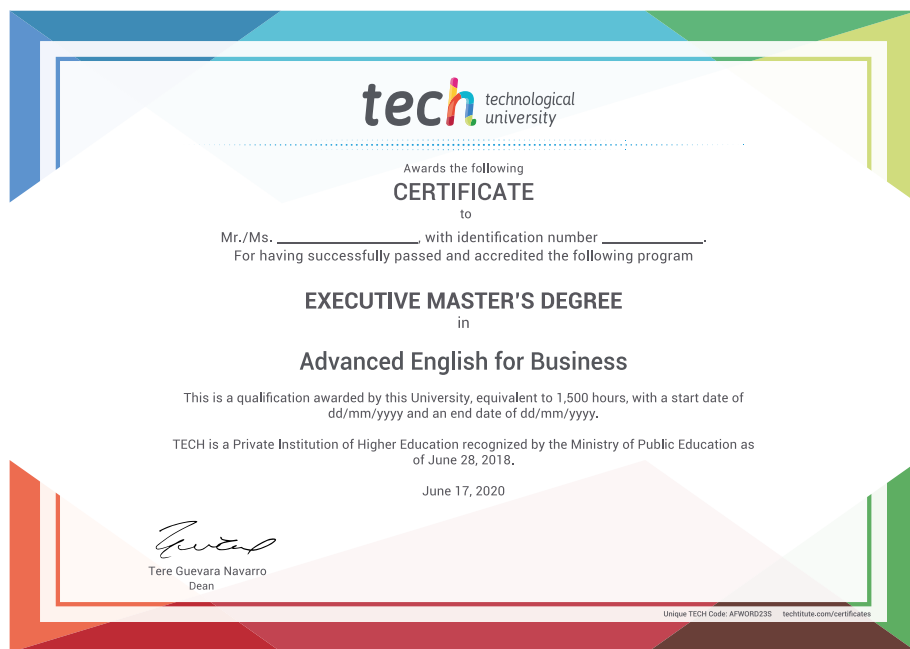 tech technological
university
Awards the following
CERTIFICATE
to
Mr./Ms. ____________________, with identification number ______________.
For having successfully passed and accredited the following program
EXECUTIVE MASTER'S DEGREE
in
Advanced English for Business
This is a qualification awarded by this University, equivalent to 1,500 hours, with a start date of
dd/mm/yyyy and an end date of dd/mm/yyyy.
TECH is a Private Institution of Higher Education recognized by the Ministry of Public Education as
of June 28, 2018.
June 17, 2020
Tere Guevara Navarro
Dean
Unique TECH Code: AFWORD23S techtitute.com/certificates